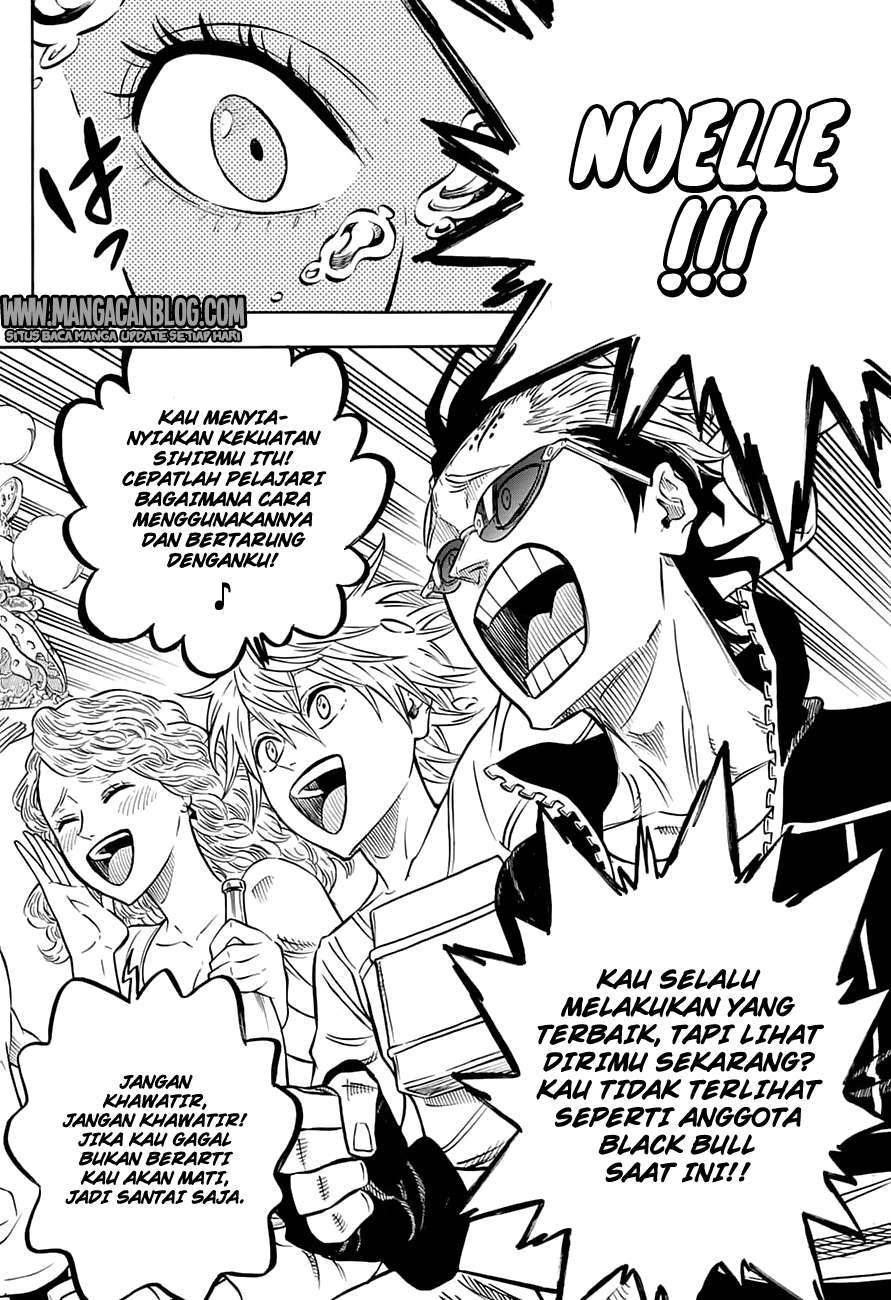 NOELLE
!!!
はっ
WWW.MANGACANBLOG.COM
SITUS BACA MANGA UPDATE SETIAP HARI
KAU MENYIA-
NYIAKAN KEKUATAN
SIHIRMU ITU!
CEPATLAH PELAJARI
BAGAIMANA CARA
MENGGUNAKANNYA
DAN BERTARUNG
DENGANKU!
♪
KAU SELALU
MELAKUKAN YANG
TERBAIK, TAPI LIHAT
DIRIMU SEKARANG?
KAU TIDAK TERLIHAT
SEPERTI ANGGOTA
BLACK BULL
SAAT INI!!
JANGAN
KHAWATIR,
JANGAN KHAWATIR!
JIKA KAU GAGAL
BUKAN BERARTI
KAU AKAN MATI,
JADI SANTAI SAJA.